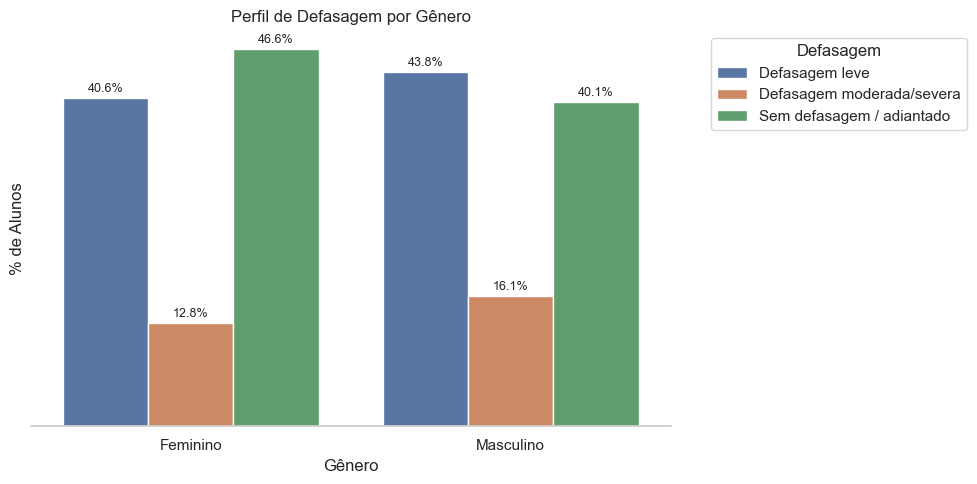 Perfil de Defasagem por Gênero
46.6%
43.8%
40.6%
40.1%
16.1%
12.8%
% de Alunos
Feminino
Masculino
Gênero
Defasagem
Defasagem leve
Defasagem moderada/severa
Sem defasagem / adiantado